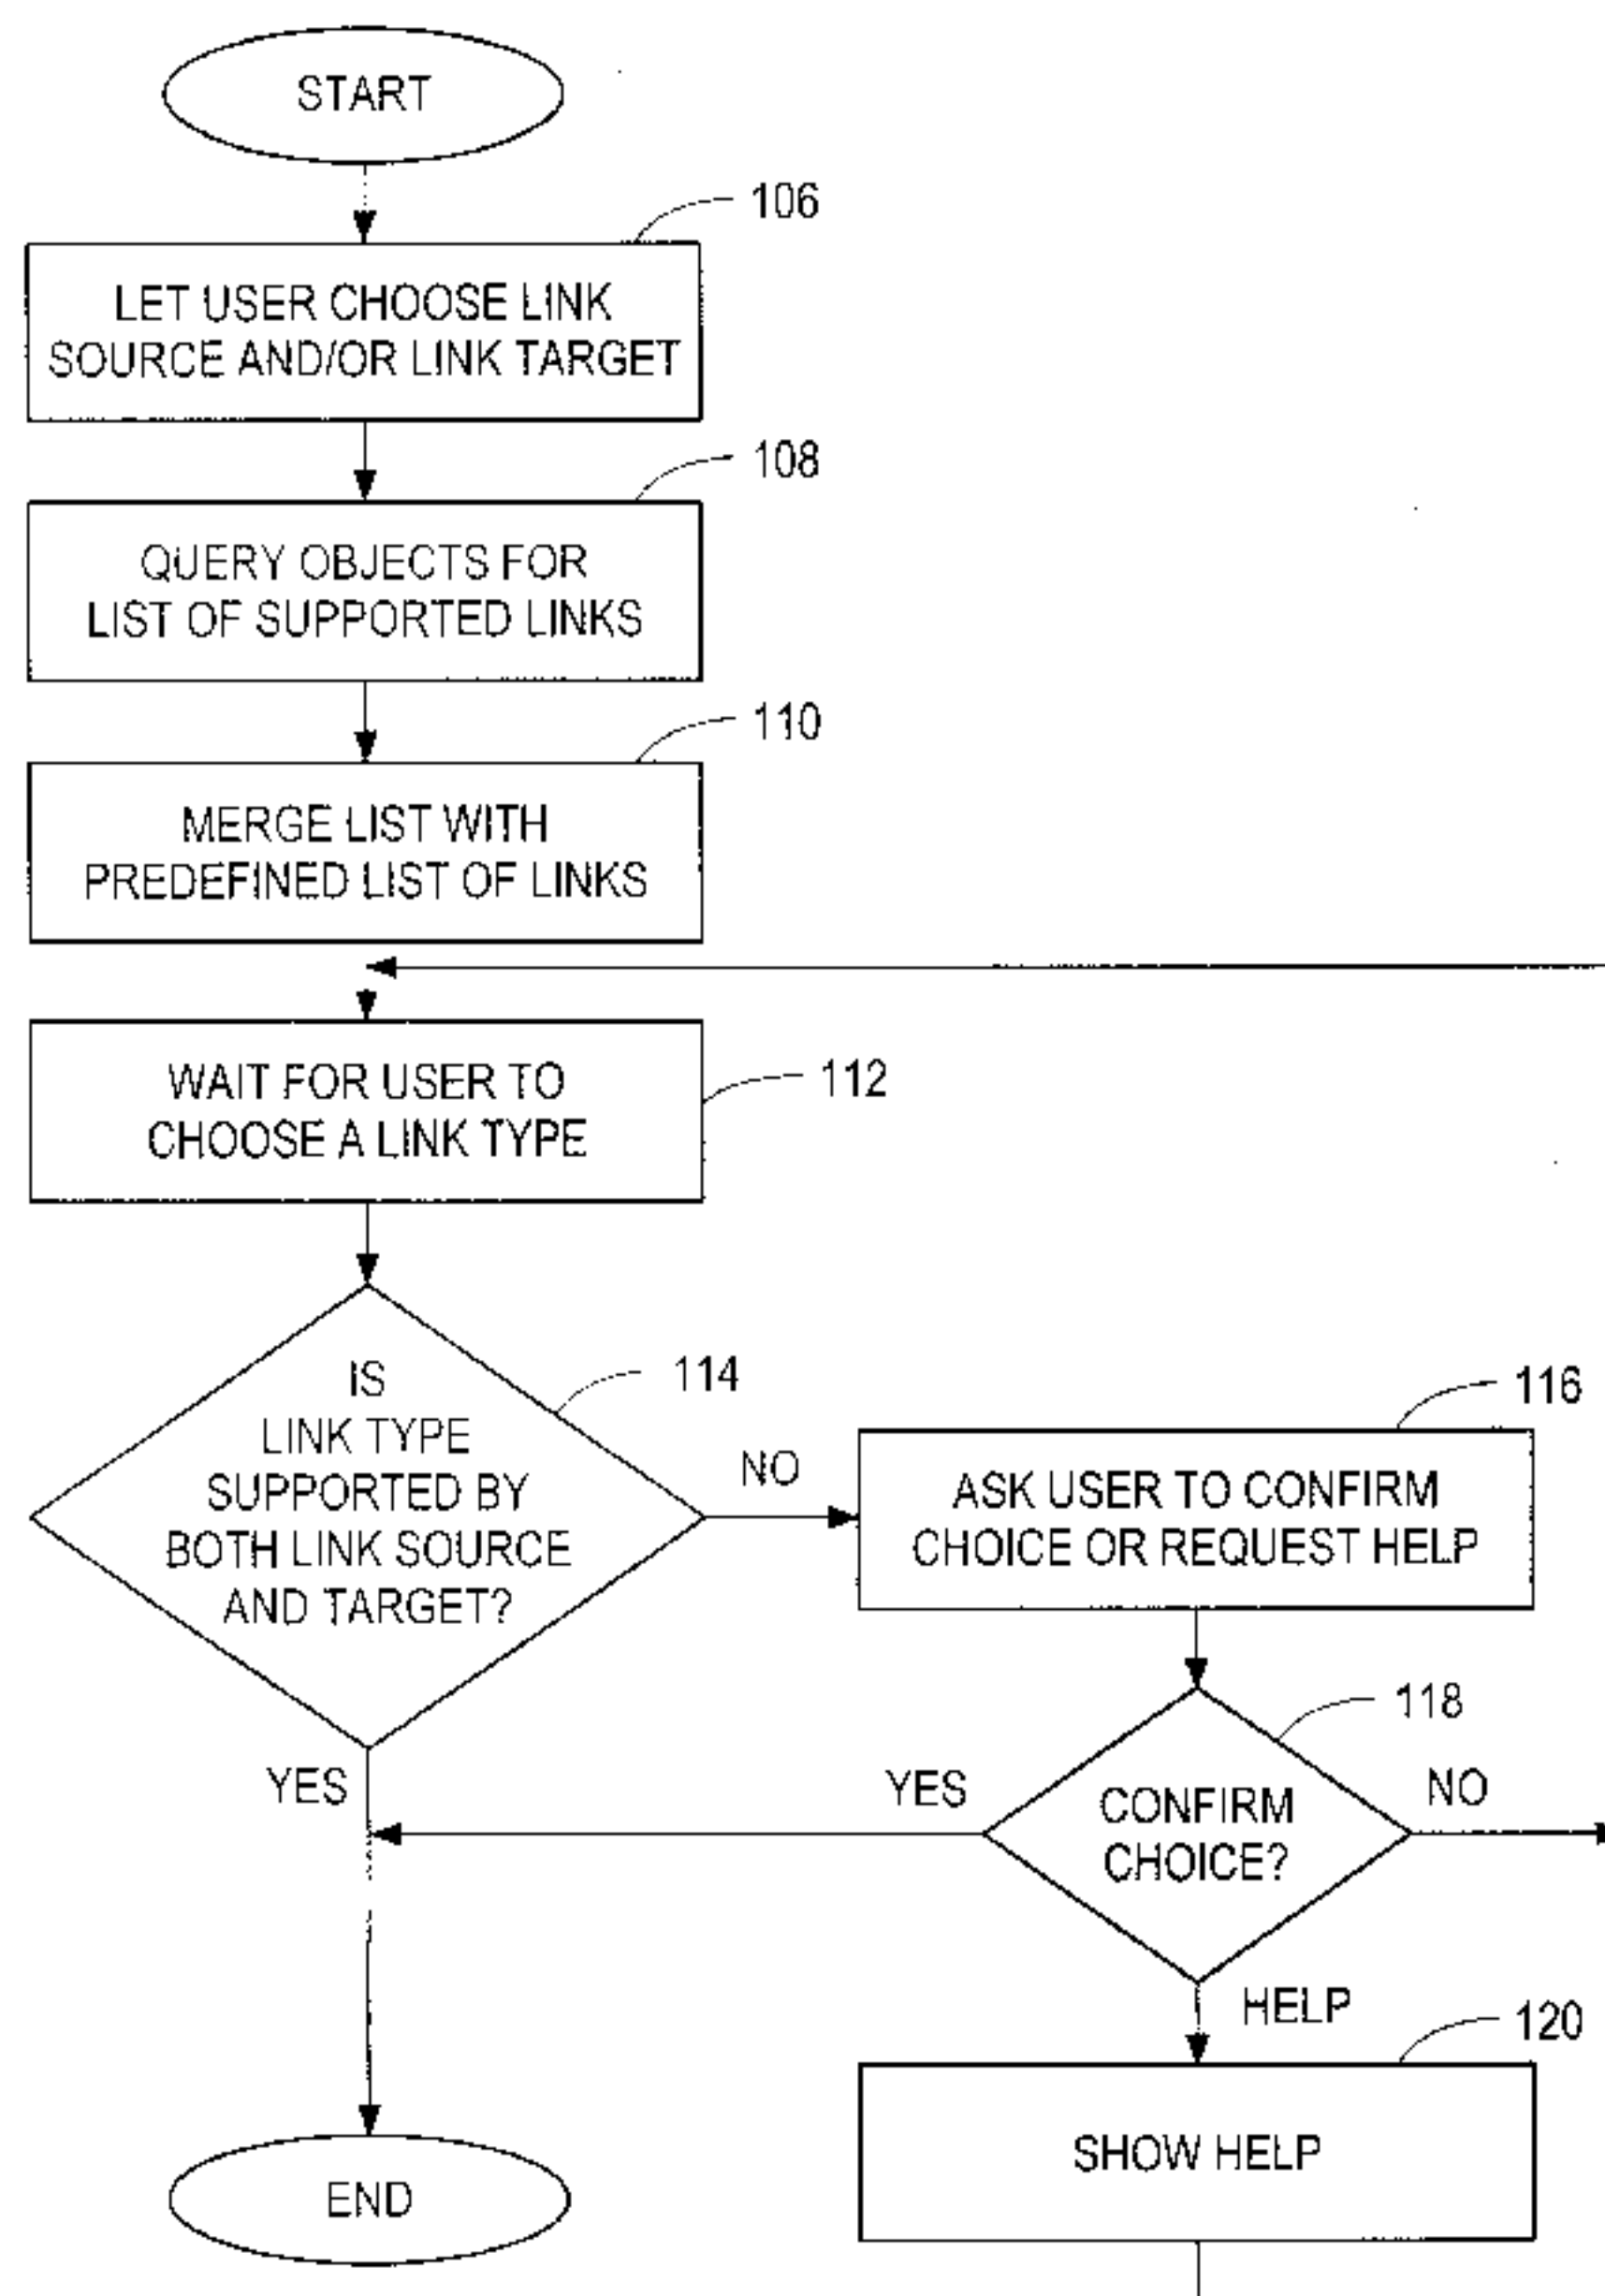 START
106
LET USER CHOOSE LINK
SOURCE AND/OR LINK TARGET
108
QUERY OBJECTS FOR
LIST OF SUPPORTED LINKS
110
MERGE LIST WITH
PREDEFINED LIST OF LINKS
112
WAIT FOR USER TO
CHOOSE A LINK TYPE
114
IS
LINK TYPE
SUPPORTED BY
BOTH LINK SOURCE
AND TARGET?
NO
116
ASK USER TO CONFIRM
CHOICE OR REQUEST HELP
118
YES
YES
CONFIRM
CHOICE?
NO
HELP
120
SHOW HELP
END